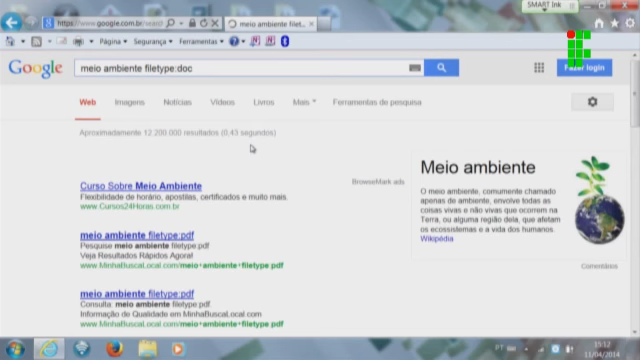 SMART Ink
https://www.google.com.br/search
meio ambiente filet...
Página Segurança Ferramentas
Google
meio ambiente filetype:doc
Fazer login
Web Imagens Notícias Vídeos Livros Mais Ferramentas de pesquisa
Aproximadamente 12.200.000 resultados (0,43 segundos)
Curso Sobre Meio Ambiente
Flexibilidade de horário, apostilas, certificados e muito mais.
www.Cursos24Horas.com.br
BrowseMark ads
meio ambiente filetype:pdf
Pesquise meio ambiente filetype.pdf
Veja Resultados Rápidos Agora!
www.MinhaBuscaLocal.com/meio+ambiente+filetype.pdf
meio ambiente filetype:pdf
Consulta: meio ambiente filetype.pdf
Informação de Qualidade em MinhaBuscaLocal.com
www.MinhaBuscaLocal.com/meio+ambiente+filetype.pdf
Meio ambiente
O meio ambiente, comumente chamado
apenas de ambiente, envolve todas as
coisas vivas e não vivas que ocorrem na
Terra, ou alguma região dela, que afetam
os ecossistemas e a vida dos humanos.
Wikipédia
Comentários
PT
15:12
11/04/2014